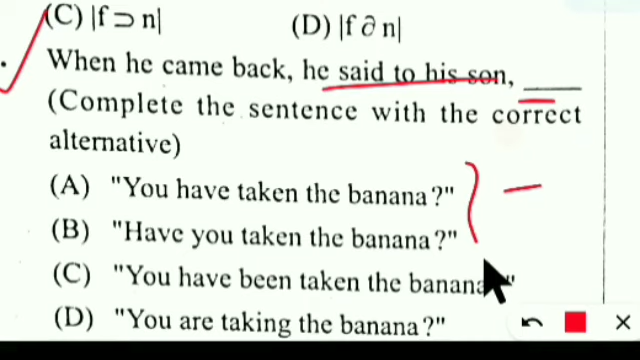 (C) |f ⊃ n| (D) |f ∂ n|
When he came back, he said to his son, ____
(Complete the sentence with the correct
alternative)
(A) "You have taken the banana?"
(B) "Have you taken the banana?"
(C) "You have been taken the banana?"
(D) "You are taking the banana?"